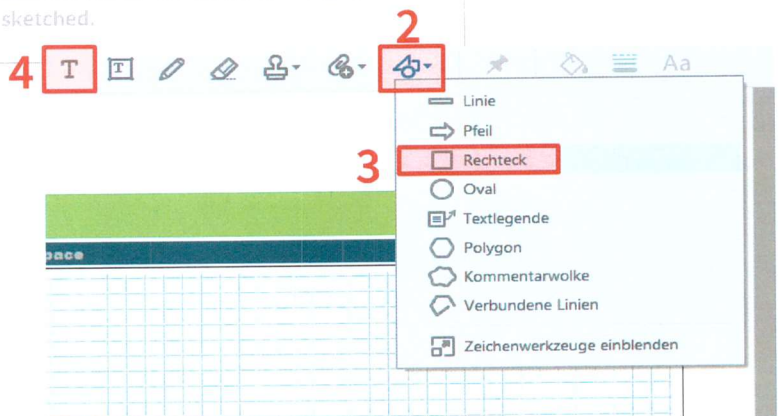 sketched.
2
4 T T Aa
Linie
Pfeil
3 Rechteck
Oval
Textlegende
Polygon
Kommentarwolke
Verbundene Linien
Zeichenwerkzeuge einblenden
pace